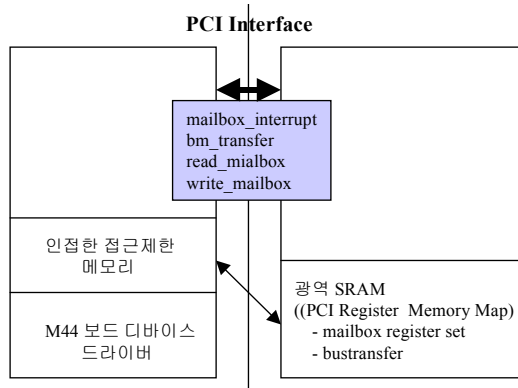 PCI Interface
mailbox_interrupt
bm_transfer
read_mialbox
write_mailbox
인접한 접근제한
메모리
M44 보드 디바이스
드라이버
광역 SRAM
((PCI Register Memory Map)
- mailbox register set
- bustransfer